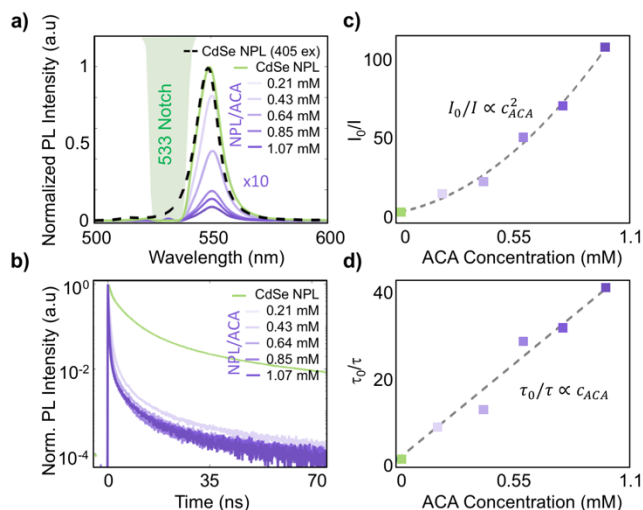 a)
Normalized PL Intensity (a.u)
1
0.5
0
533 Notch
CdSe NPL (405 ex)
CdSe NPL
NPL/ACA
0.21 mM
0.43 mM
0.64 mM
0.85 mM
1.07 mM
x10
500
550
600
Wavelength (nm)
b)
Norm. PL Intensity (a.u)
10^0
10^-2
10^-4
CdSe NPL
NPL/ACA
0.21 mM
0.43 mM
0.64 mM
0.85 mM
1.07 mM
0
35
70
Time (ns)
c)
I₀/I
100
50
0
I₀/I ∝ c²_ACA
0
0.55
1.1
ACA Concentration (mM)
d)
τ₀/τ
40
20
0
τ₀/τ ∝ c_ACA
0
0.55
1.1
ACA Concentration (mM)